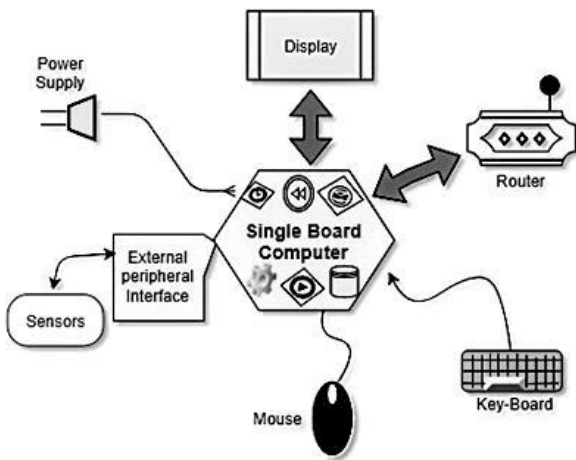 Display
Power
Supply
Router
Single Board
Computer
External
peripheral
Interface
Sensors
Mouse
Key-Board